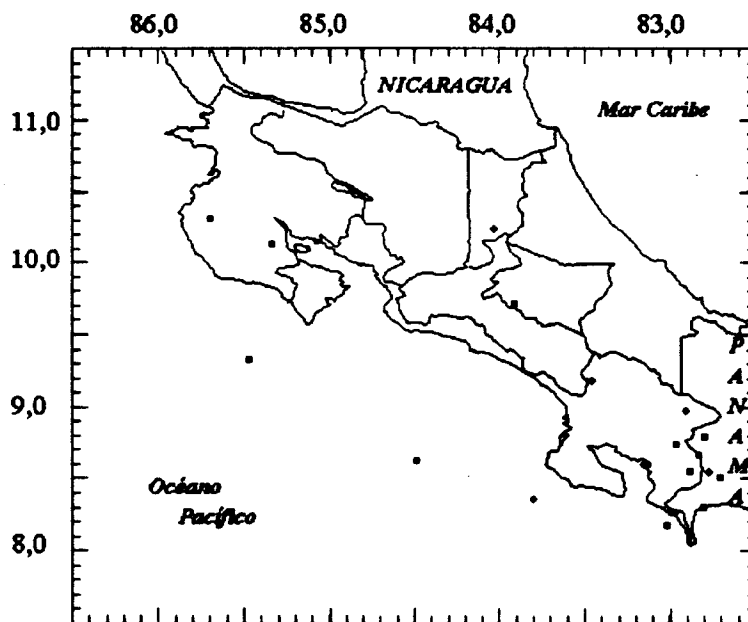 86,0 85,0 84,0 83,0
NICARAGUA
Mar Caribe
11,0
10,0
9,0
8,0
P
A
N
A
M
A
Océano
Pacífico